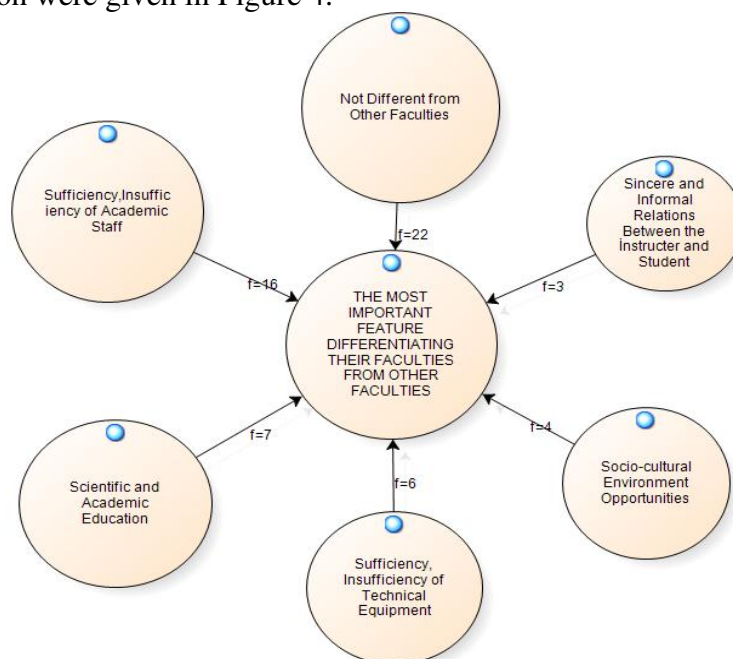 on were given in Figure 4.
Not Different from
Other Faculties
Sufficiency,Insuffic
iency of Academic
Staff
Sincere and
Informal
Relations
Between the
İnstructer and
Student
f=22
f=16
f=3
THE MOST
IMPORTANT
FEATURE
DIFFERENTIATING
THEIR FACULTIES
FROM OTHER
FACULTIES
f=7
f=4
f=6
Scientific and
Academic
Education
Socio-cultural
Environment
Opportunities
Sufficiency,
Insufficiency of
Technical
Equipment